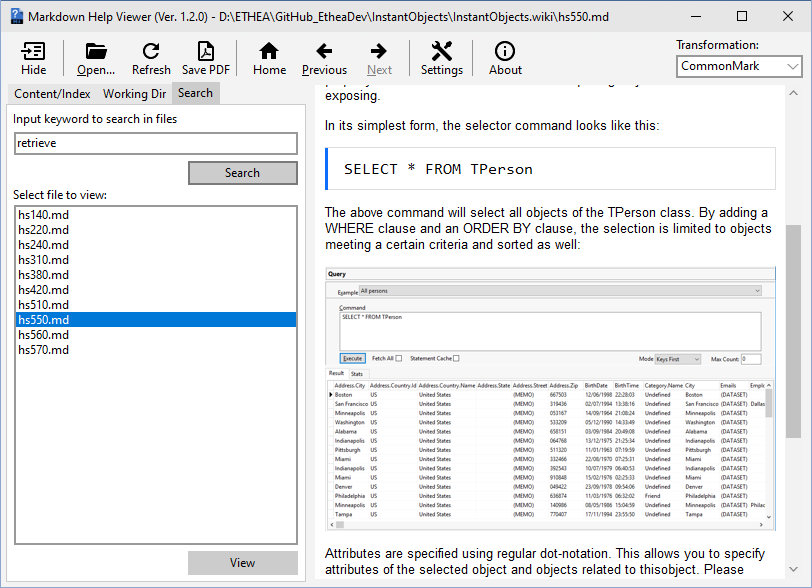 Markdown Help Viewer (Ver. 1.2.0) - D:\ETHEA\GitHub_EtheaDev\InstantObjects\InstantObjects.wiki\hs550.md
Hide Open... Refresh Save PDF Home Previous Next Settings About
Transformation:
CommonMark
Content/Index Working Dir Search
Input keyword to search in files
retrieve
Search
Select file to view:
hs140.md
hs220.md
hs240.md
hs310.md
hs380.md
hs420.md
hs510.md
hs550.md
hs560.md
hs570.md
View
exposing.
In its simplest form, the selector command looks like this:
SELECT * FROM TPerson
The above command will select all objects of the TPerson class. By adding a
WHERE clause and an ORDER BY clause, the selection is limited to objects
meeting a certain criteria and sorted as well:
Query
Example All persons
Command
SELECT * FROM TPerson
Execute Fetch All Statement Cache Mode Keys First Max Count: 0
Result Stats
Address.City Address.Country.Id Address.Country.Name Address.State Address.Street Address.Zip BirthDate BirthTime Category.Name City Emails Emplo
Boston US United States (MEMO) 667503 12/06/1998 22:28:03 Undefined Boston (DATASET)
San Francisco US United States (MEMO) 319436 02/07/1994 13:38:16 Undefined San Francisco (DATASET) Dallas
Minneapolis US United States (MEMO) 053167 14/09/1964 21:08:24 Undefined Minneapolis (DATASET)
Washington US United States (MEMO) 533209 05/12/1990 14:33:49 Undefined Washington (DATASET)
Alabama US United States (MEMO) 658151 03/09/1984 20:49:08 Undefined Alabama (DATASET)
Indianapolis US United States (MEMO) 064768 13/12/1975 21:25:34 Undefined Indianapolis (DATASET)
Pittsburgh US United States (MEMO) 511320 11/01/1963 07:19:59 Undefined Pittsburgh (DATASET)
Miami US United States (MEMO) 332466 22/08/1970 07:25:31 Undefined Miami (DATASET)
Indianapolis US United States (MEMO) 392543 10/07/1979 06:40:53 Undefined Indianapolis (DATASET)
Miami US United States (MEMO) 910848 15/02/1976 02:25:33 Undefined Miami (DATASET)
Denver US United States (MEMO) 049422 23/09/1978 09:54:06 Undefined Denver (DATASET)
Philadelphia US United States (MEMO) 636874 11/03/1976 06:32:02 Friend Philadelphia (DATASET)
Minneapolis US United States (MEMO) 140986 08/05/1986 15:04:59 Undefined Minneapolis (DATASET) Philac
Tampa US United States (MEMO) 770407 17/11/1994 23:55:50 Undefined Tampa (DATASET)
Attributes are specified using regular dot-notation. This allows you to specify
attributes of the selected object and objects related to thisobject. Please